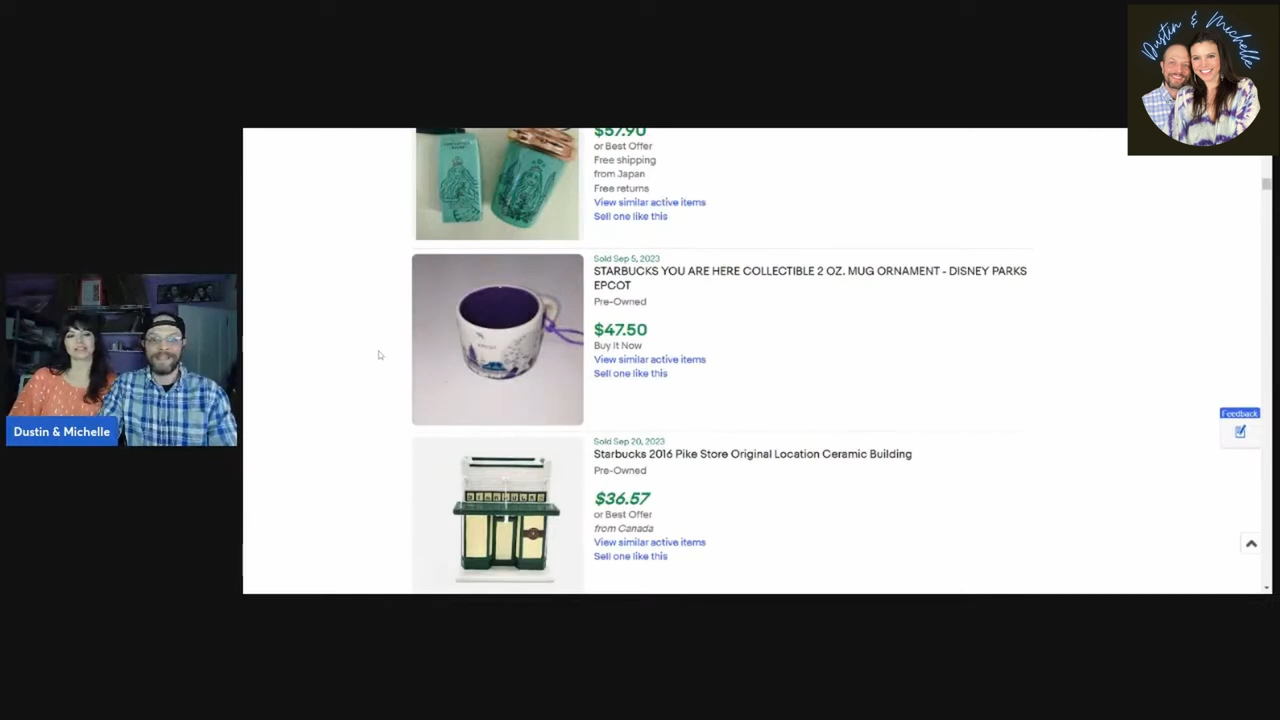 Dustin & Michelle
$57.90
or Best Offer
Free shipping
from Japan
Free returns
View similar active items
Sell one like this
Sold Sep 5, 2023
STARBUCKS YOU ARE HERE COLLECTIBLE 2 OZ. MUG ORNAMENT - DISNEY PARKS
EPCOT
Pre-Owned
$47.50
Buy It Now
View similar active items
Sell one like this
Feedback
Dustin & Michelle
Sold Sep 20, 2023
Starbucks 2016 Pike Store Original Location Ceramic Building
Pre-Owned
$36.57
or Best Offer
from Canada
View similar active items
Sell one like this